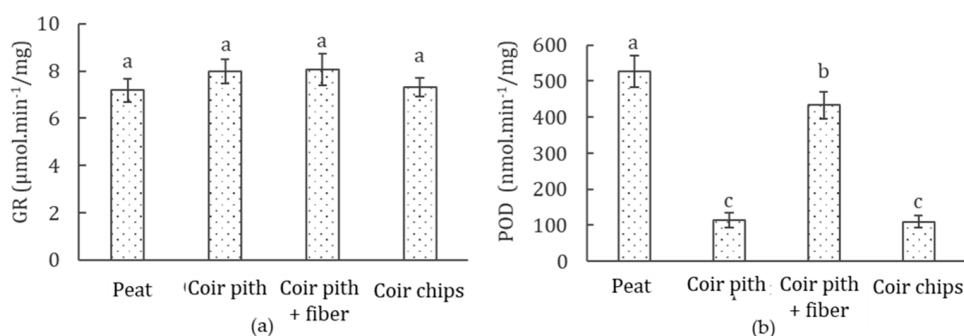 10
8
6
4
2
0
GR (µmol.min⁻¹/mg)
a
a
a
a
Peat
Coir pith
Coir pith
+ fiber
Coir chips
(a)
600
500
400
300
200
100
0
POD (nmol.min⁻¹/mg)
a
c
b
c
Peat
Coir pith
Coir pith
+ fiber
Coir chips
(b)